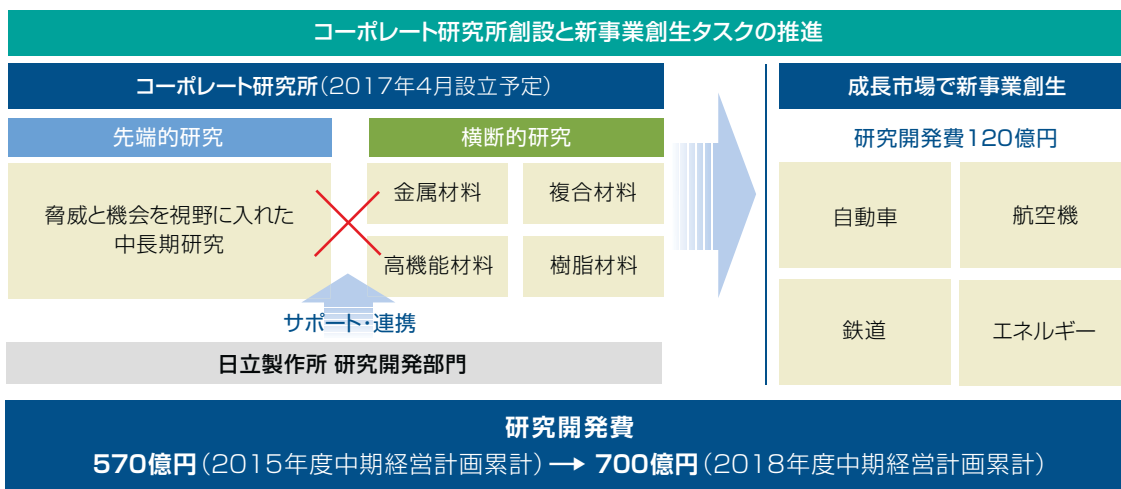 コーポレート研究所創設と新事業創生タスクの推進
コーポレート研究所(2017年4月設立予定)
先端的研究
横断的研究
脅威と機会を視野に入れた
中長期研究
金属材料
複合材料
高機能材料
樹脂材料
サポート・連携
日立製作所 研究開発部門
成長市場で新事業創生
研究開発費120億円
自動車
航空機
鉄道
エネルギー
研究開発費
570億円(2015年度中期経営計画累計) → 700億円(2018年度中期経営計画累計)